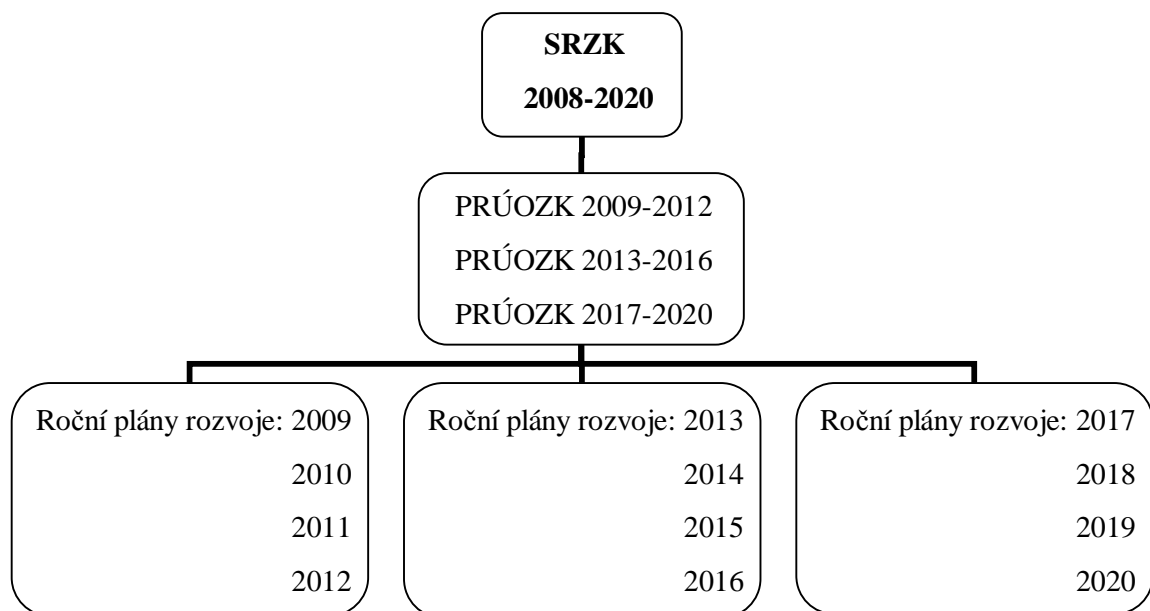 SRZK
2008-2020
PRÚOZK 2009-2012
PRÚOZK 2013-2016
PRÚOZK 2017-2020
Roční plány rozvoje: 2009
2010
2011
2012
Roční plány rozvoje: 2013
2014
2015
2016
Roční plány rozvoje: 2017
2018
2019
2020